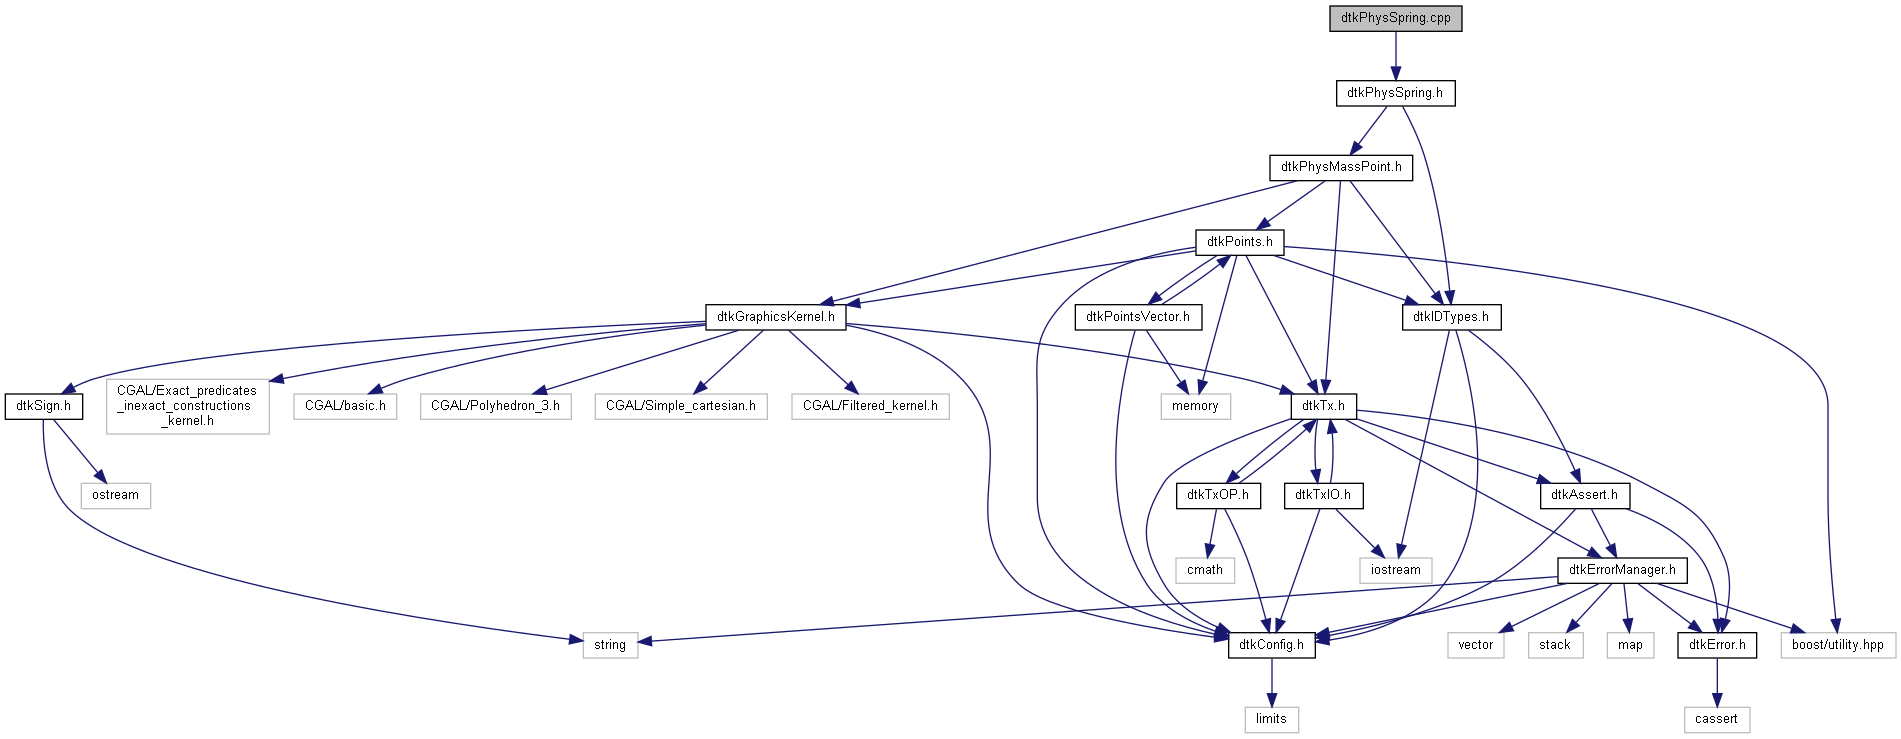 dtkPhysSpring.cpp
dtkPhysSpring.h
dtkPhysMassPoint.h
dtkPoints.h
dtkGraphicsKernel.h
dtkPointsVector.h
dtkIDTypes.h
dtkSign.h
CGAL/Exact_predicates
_inexact_constructions
_kernel.h
CGAL/basic.h
CGAL/Polyhedron_3.h
CGAL/Simple_cartesian.h
CGAL/Filtered_kernel.h
memory
dtkTx.h
ostream
dtkTxOP.h
dtkTxIO.h
dtkAssert.h
cmath
iostream
dtkErrorManager.h
string
dtkConfig.h
vector
stack
map
dtkError.h
boost/utility.hpp
limits
cassert